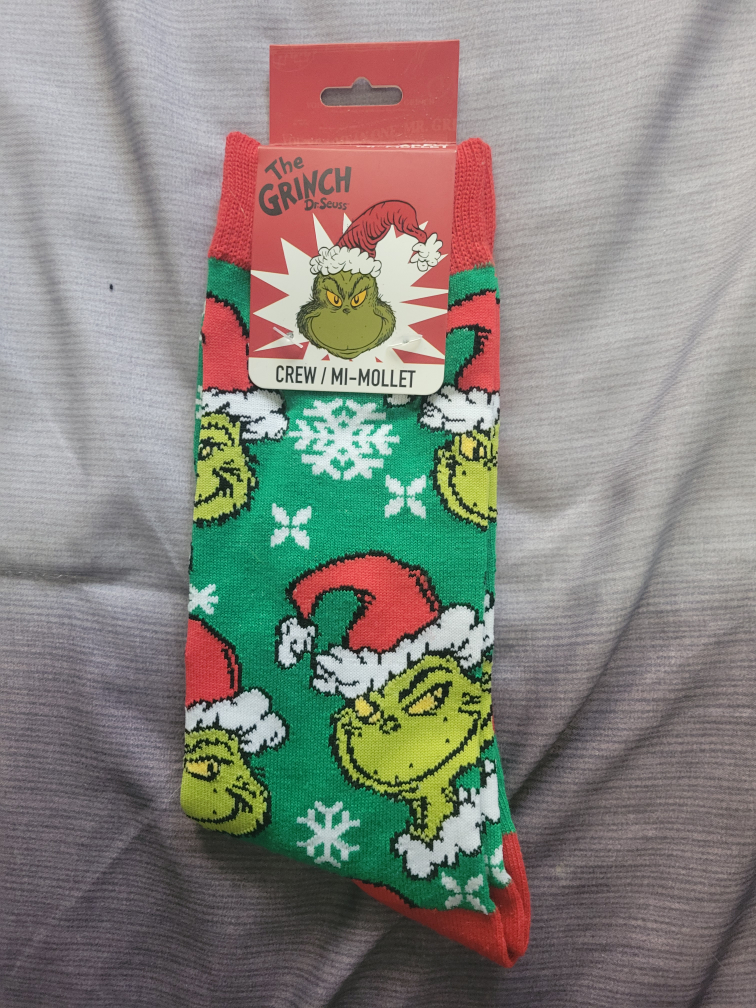 The
GRINCH
Dr. Seuss
CREW / MI-MOLLET